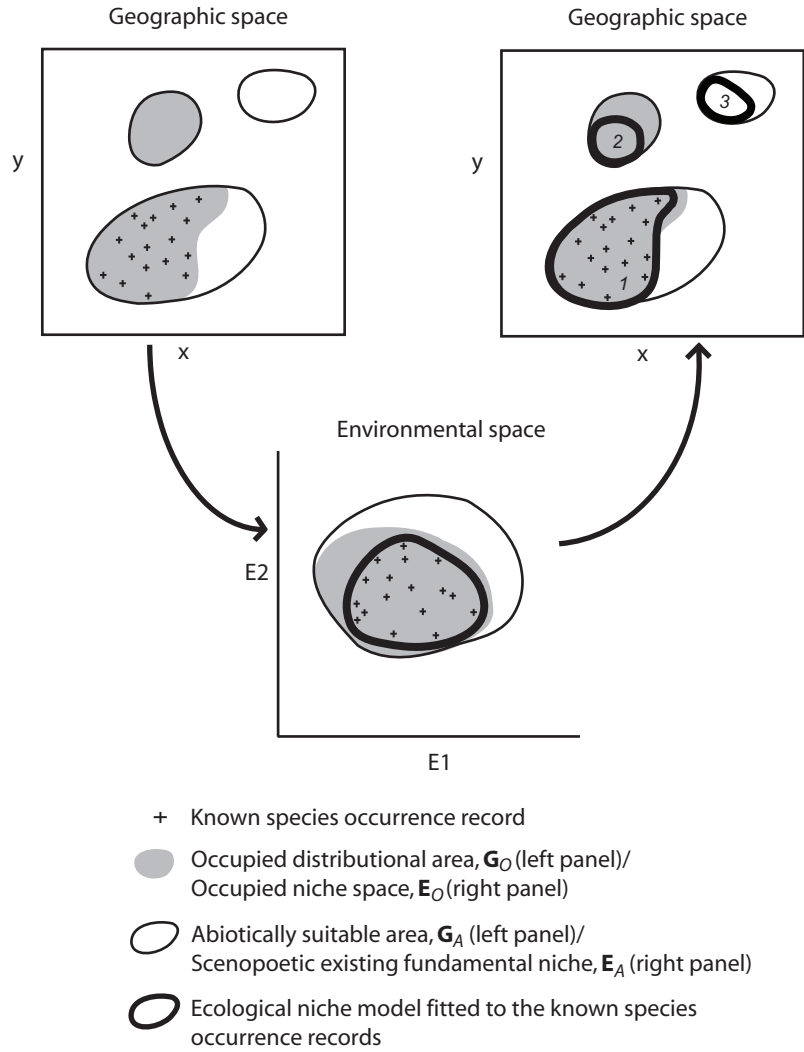 Geographic space
Geographic space
y
x
y
1
2
3
x
Environmental space
E2
E1
+ Known species occurrence record
Occupied distributional area, G_O (left panel)/
Occupied niche space, E_O (right panel)
Abiotically suitable area, G_A (left panel)/
Scenopoetic existing fundamental niche, E_A (right panel)
Ecological niche model fitted to the known species
occurrence records